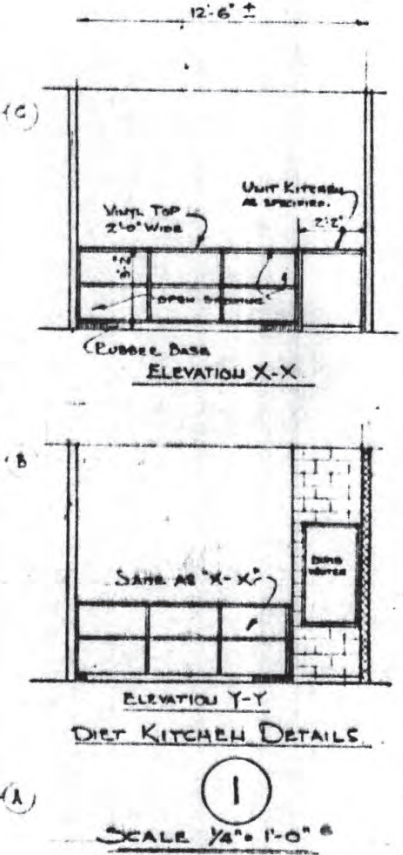 12'-6" ±
(C)
UNIT KITCHEN
AS SPECIFIED.
VINYL TOP
2'-0" WIDE
2'-2"
OPEN SHELVING
RUBBER BASE
ELEVATION X-X
B
DUMB
WAITER
SAME AS "X-X"
ELEVATION Y-Y
DIET KITCHEN DETAILS
(A)
1
SCALE 1/4" = 1'-0"